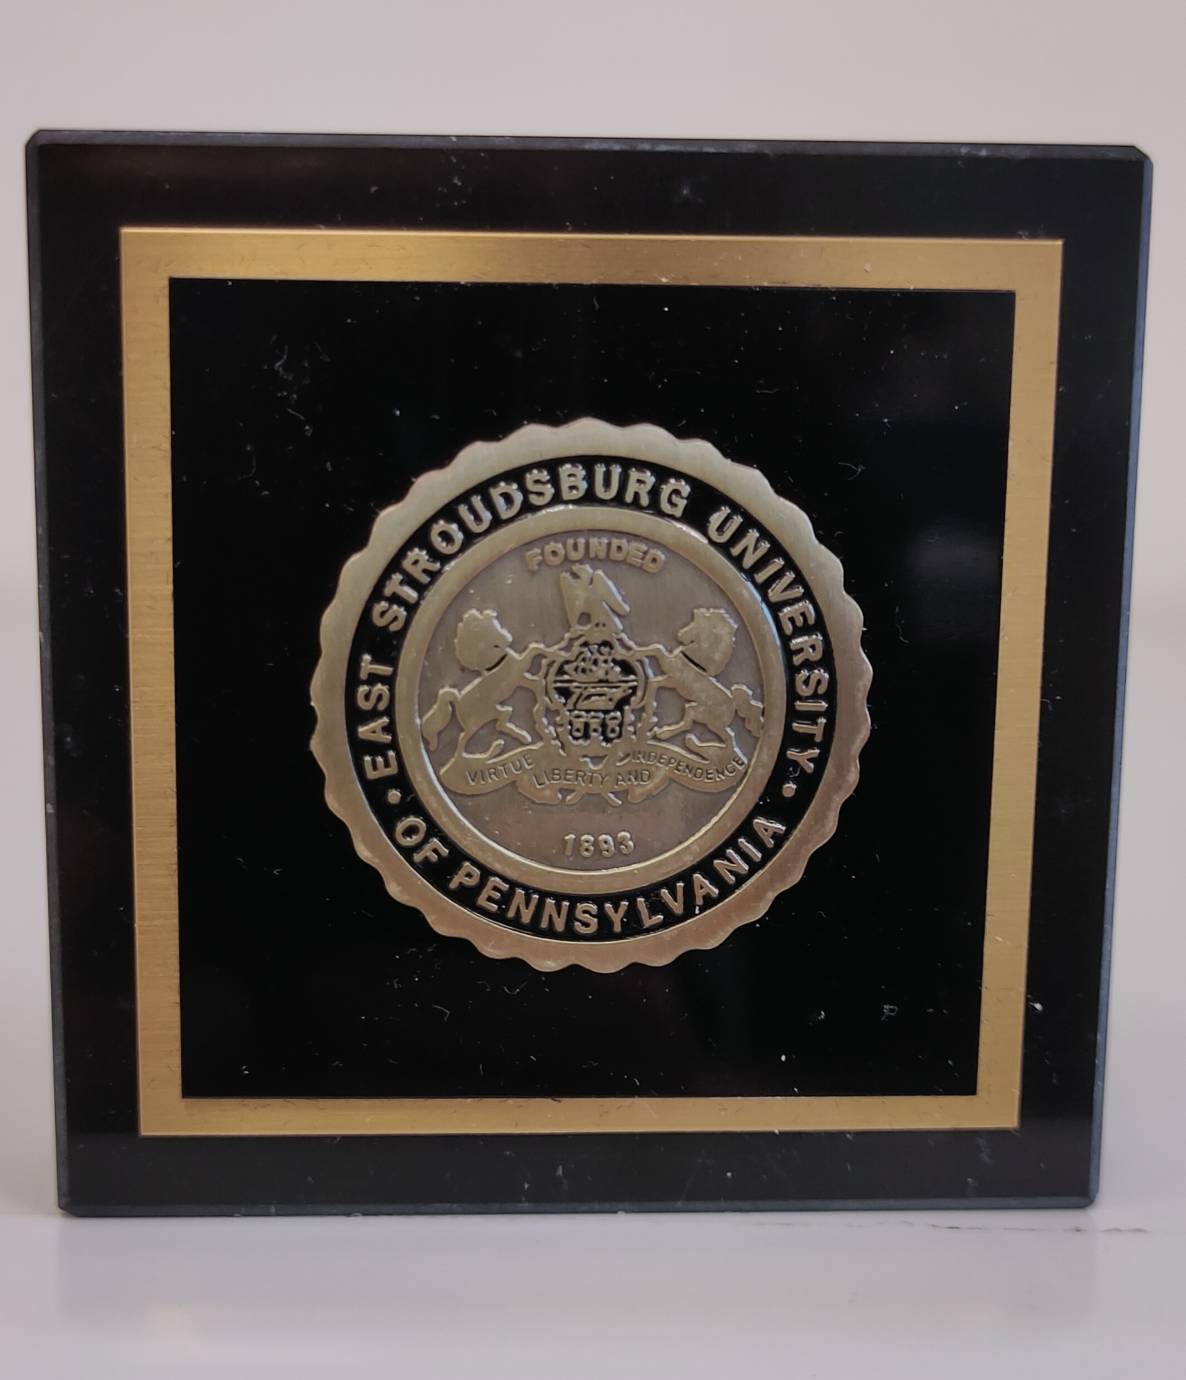 EAST STROUDSBURG UNIVERSITY
OF PENNSYLVANIA
FOUNDED
VIRTUE LIBERTY AND INDEPENDENCE
1893